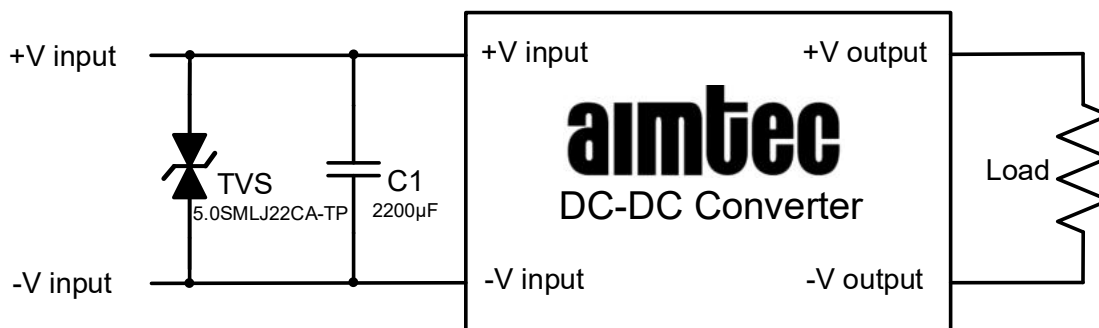 +V input
+V input
+V output
aimtec
TVS
5.0SMLJ22CA-TP
C1
2200µF
DC-DC Converter
Load
-V input
-V input
-V output